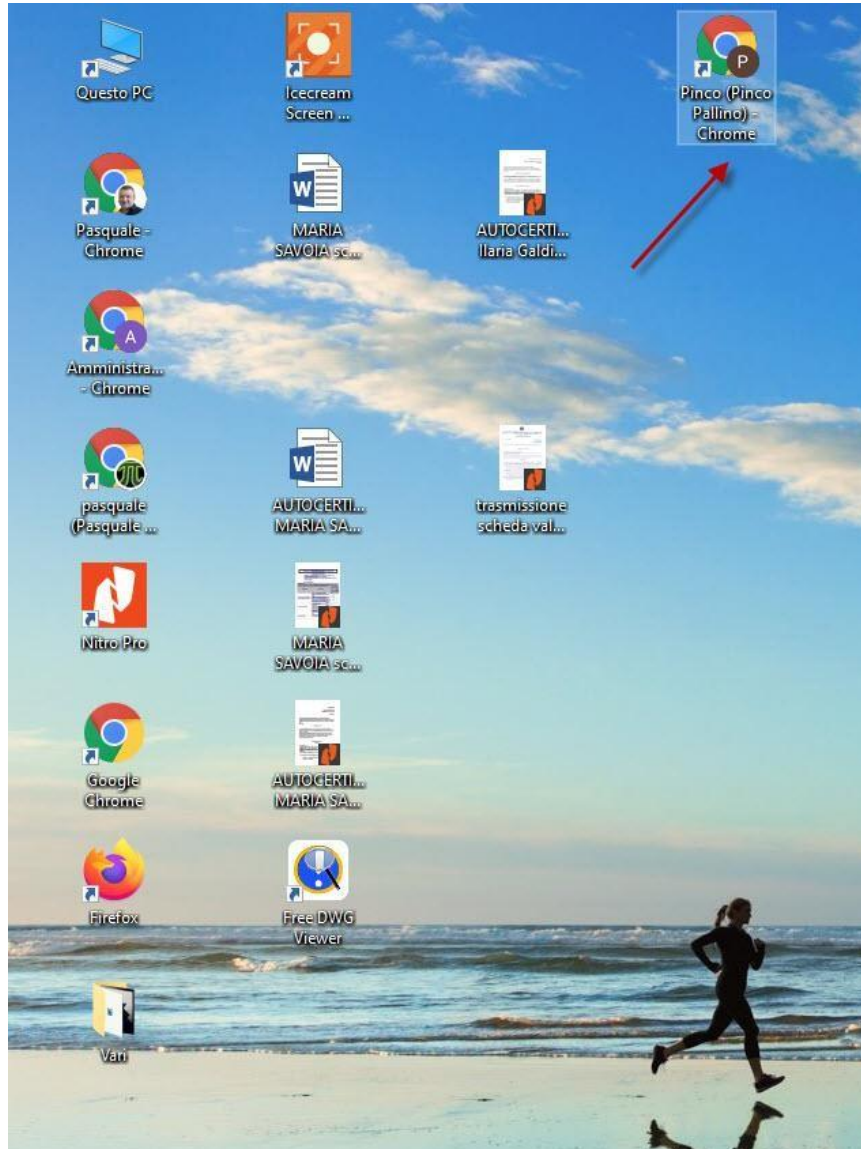 Questo PC
Icecream
Screen ...
Pinco (Pinco
Pallino) -
Chrome
P
Pasquale -
Chrome
MARIA
SAVOIA sc...
AUTOCERTI...
Ilaria Galdi...
A
Amministra...
- Chrome
pasquale
(Pasquale ...
AUTOCERTI...
MARIA SA...
trasmissione
scheda val...
Nitro Pro
MARIA
SAVOIA sc...
Google
Chrome
AUTOCERTI...
MARIA SA...
Firefox
Free DWG
Viewer
Vari